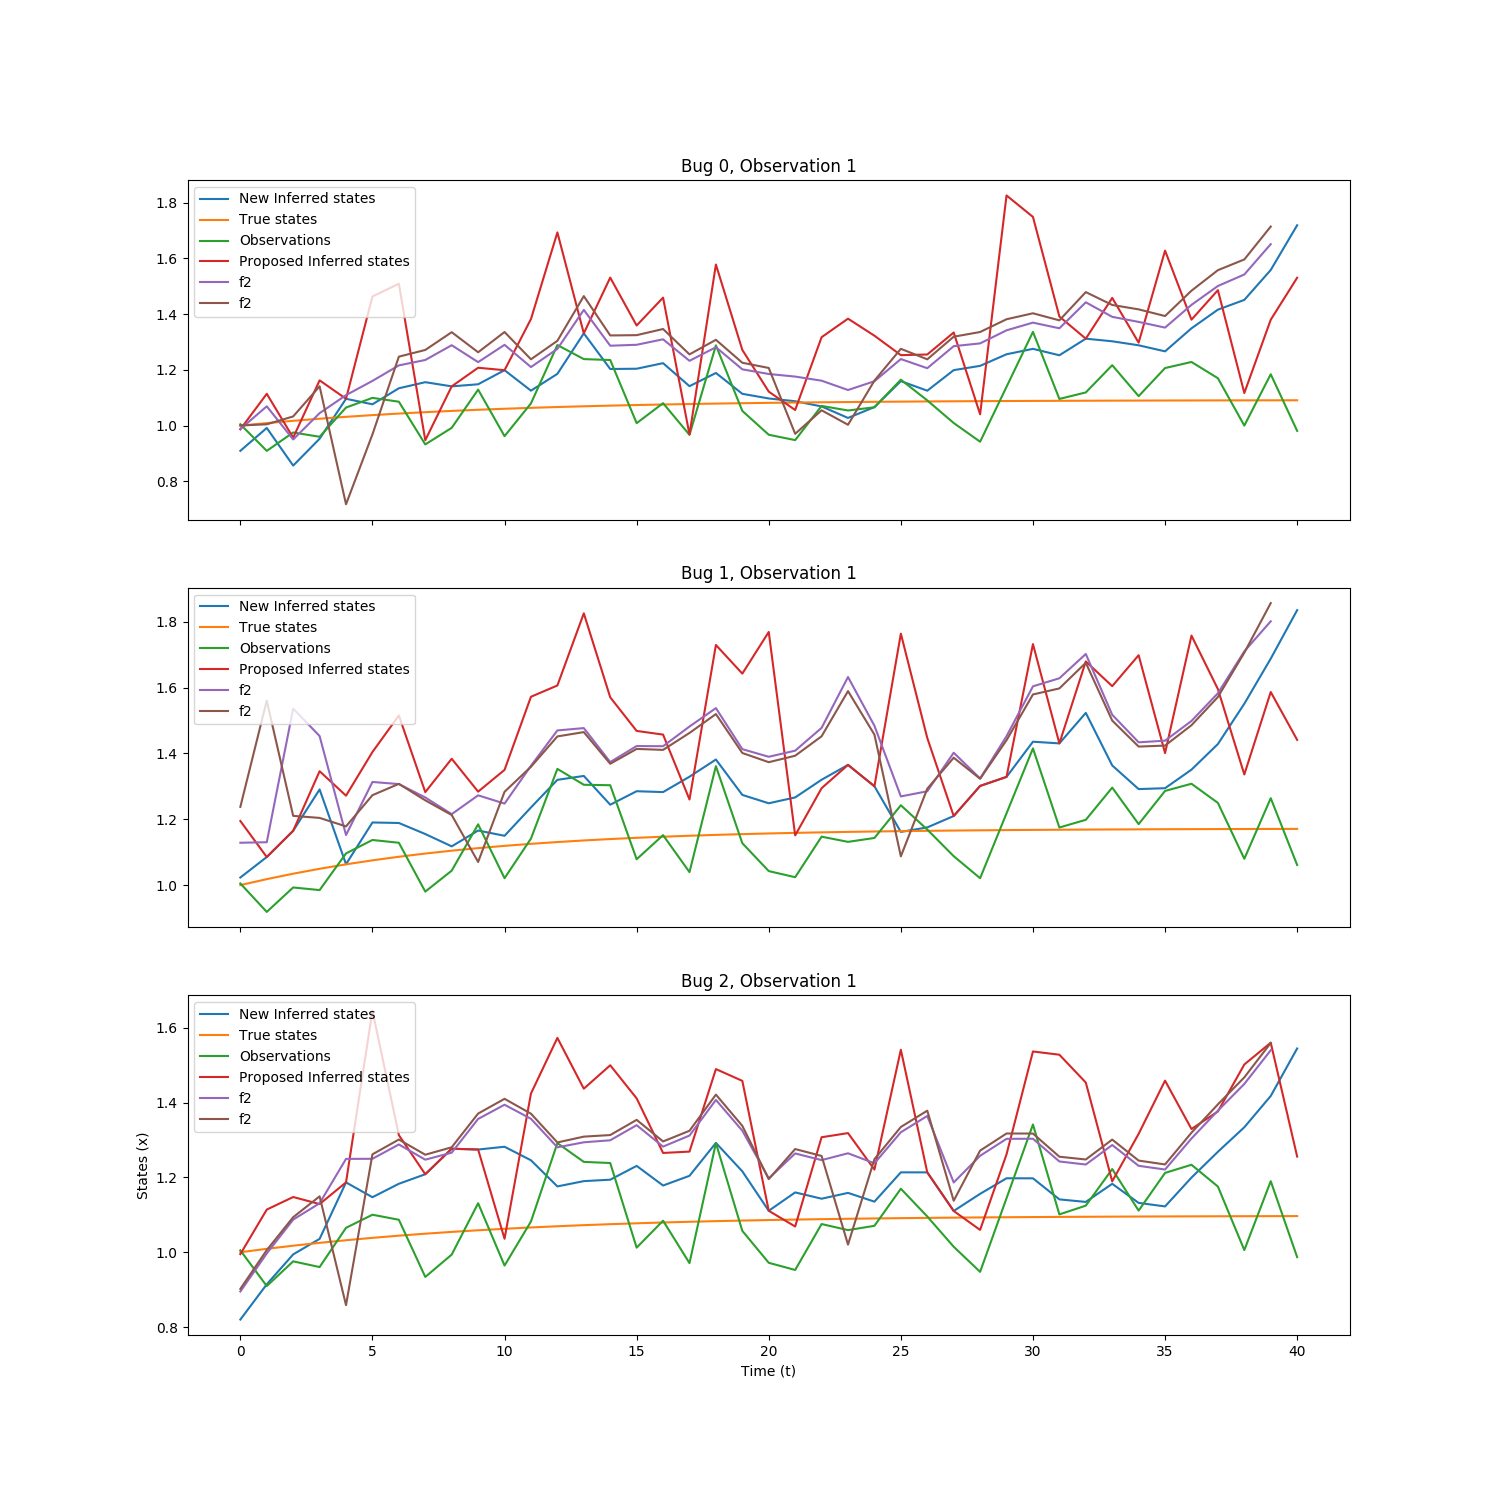 Bug 0, Observation 1
New Inferred states
True states
Observations
Proposed Inferred states
f2
f2
1.8
1.6
1.4
1.2
1.0
0.8
Bug 1, Observation 1
New Inferred states
True states
Observations
Proposed Inferred states
f2
f2
1.8
1.6
1.4
1.2
1.0
Bug 2, Observation 1
New Inferred states
True states
Observations
Proposed Inferred states
f2
f2
1.6
1.4
1.2
1.0
0.8
States (x)
0 5 10 15 20 25 30 35 40
Time (t)